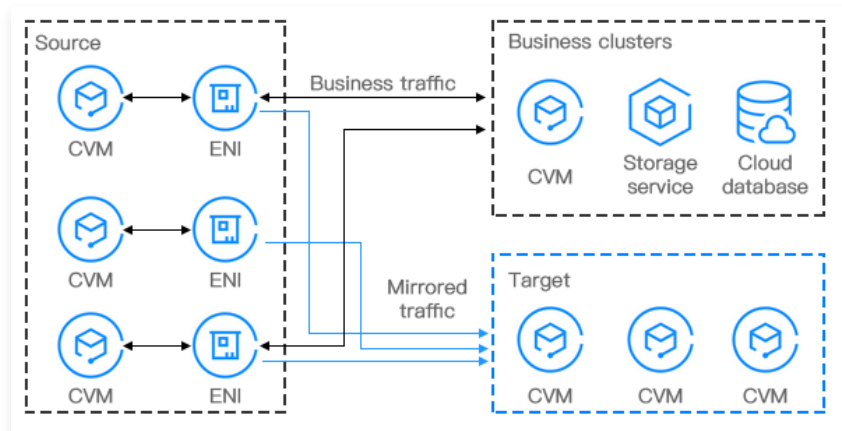 Source
Business clusters
Business traffic
CVM
ENI
CVM
Storage
service
Cloud
database
CVM
ENI
Mirrored
traffic
Target
CVM
ENI
CVM
CVM
CVM